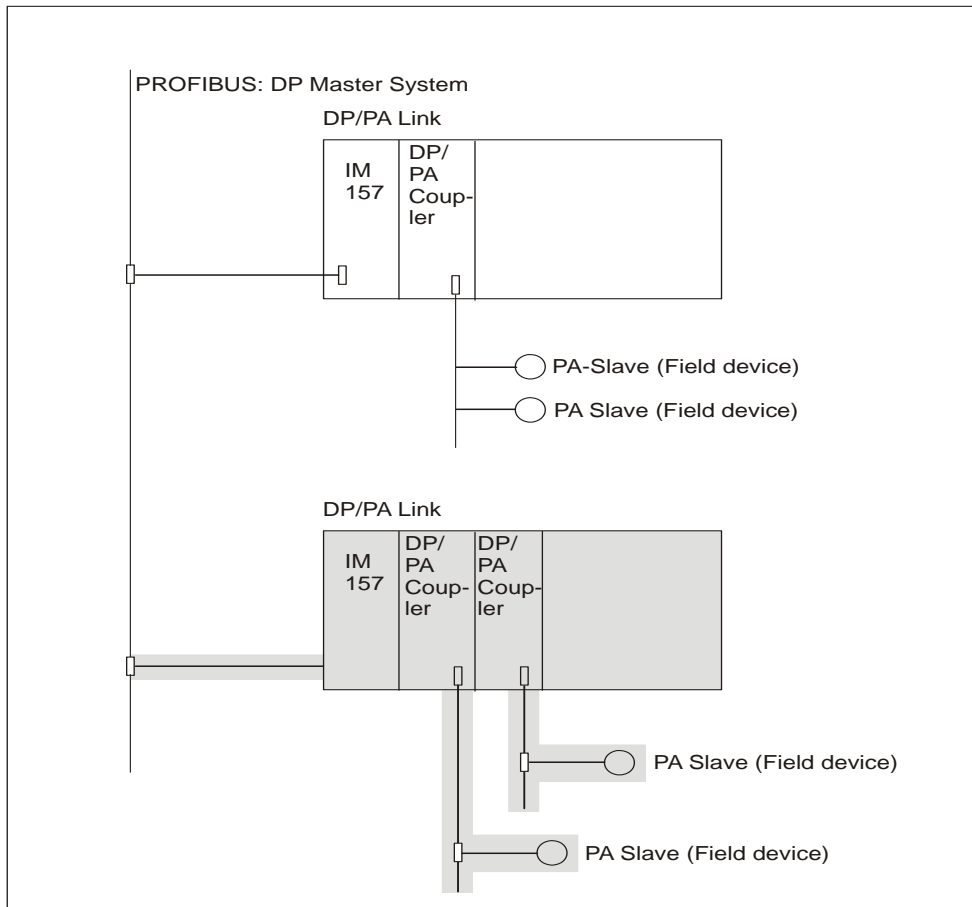 PROFIBUS: DP Master System
DP/PA Link
IM
157
DP/
PA
Coup-
ler
PA-Slave (Field device)
PA Slave (Field device)
DP/PA Link
IM
157
DP/
PA
Coup-
ler
DP/
PA
Coup-
ler
PA Slave (Field device)
PA Slave (Field device)